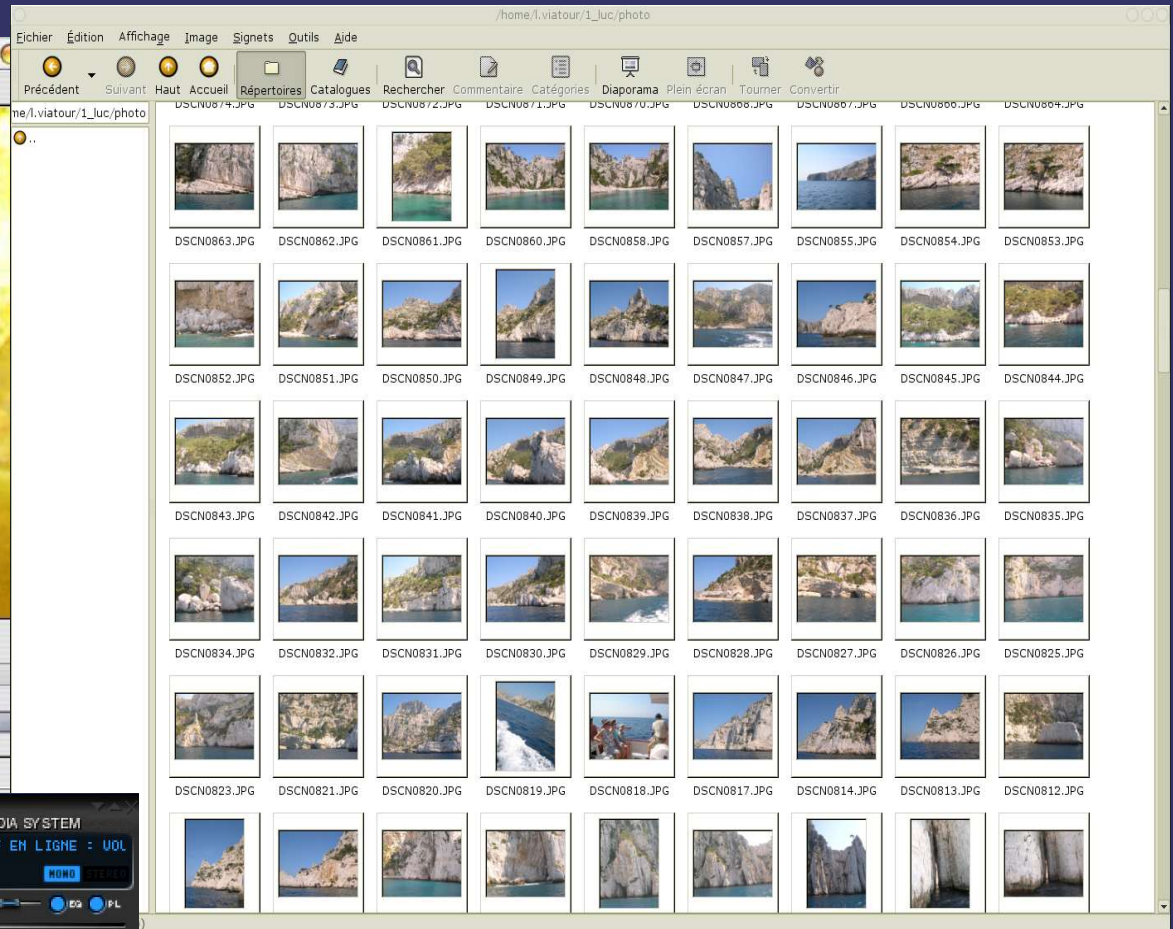 /home/l.viatour/1_luc/photo
Fichier Édition Affichage Image Signets Outils Aide
Précédent Suivant Haut Accueil Répertoires Catalogues Rechercher Commentaire Catégories Diaporama Plein écran Tourner Convertir
me/l.viatour/1_luc/photo
..
DSCN0874.JPG DSCN0873.JPG DSCN0872.JPG DSCN0871.JPG DSCN0870.JPG DSCN0868.JPG DSCN0867.JPG DSCN0866.JPG DSCN0864.JPG
DSCN0863.JPG DSCN0862.JPG DSCN0861.JPG DSCN0860.JPG DSCN0858.JPG DSCN0857.JPG DSCN0855.JPG DSCN0854.JPG DSCN0853.JPG
DSCN0852.JPG DSCN0851.JPG DSCN0850.JPG DSCN0849.JPG DSCN0848.JPG DSCN0847.JPG DSCN0846.JPG DSCN0845.JPG DSCN0844.JPG
DSCN0843.JPG DSCN0842.JPG DSCN0841.JPG DSCN0840.JPG DSCN0839.JPG DSCN0838.JPG DSCN0837.JPG DSCN0836.JPG DSCN0835.JPG
DSCN0834.JPG DSCN0832.JPG DSCN0831.JPG DSCN0830.JPG DSCN0829.JPG DSCN0828.JPG DSCN0827.JPG DSCN0826.JPG DSCN0825.JPG
DSCN0823.JPG DSCN0821.JPG DSCN0820.JPG DSCN0819.JPG DSCN0818.JPG DSCN0817.JPG DSCN0814.JPG DSCN0813.JPG DSCN0812.JPG
DIA SYSTEM
EN LIGNE : VOL
MONO STEREO
EQ PL
)